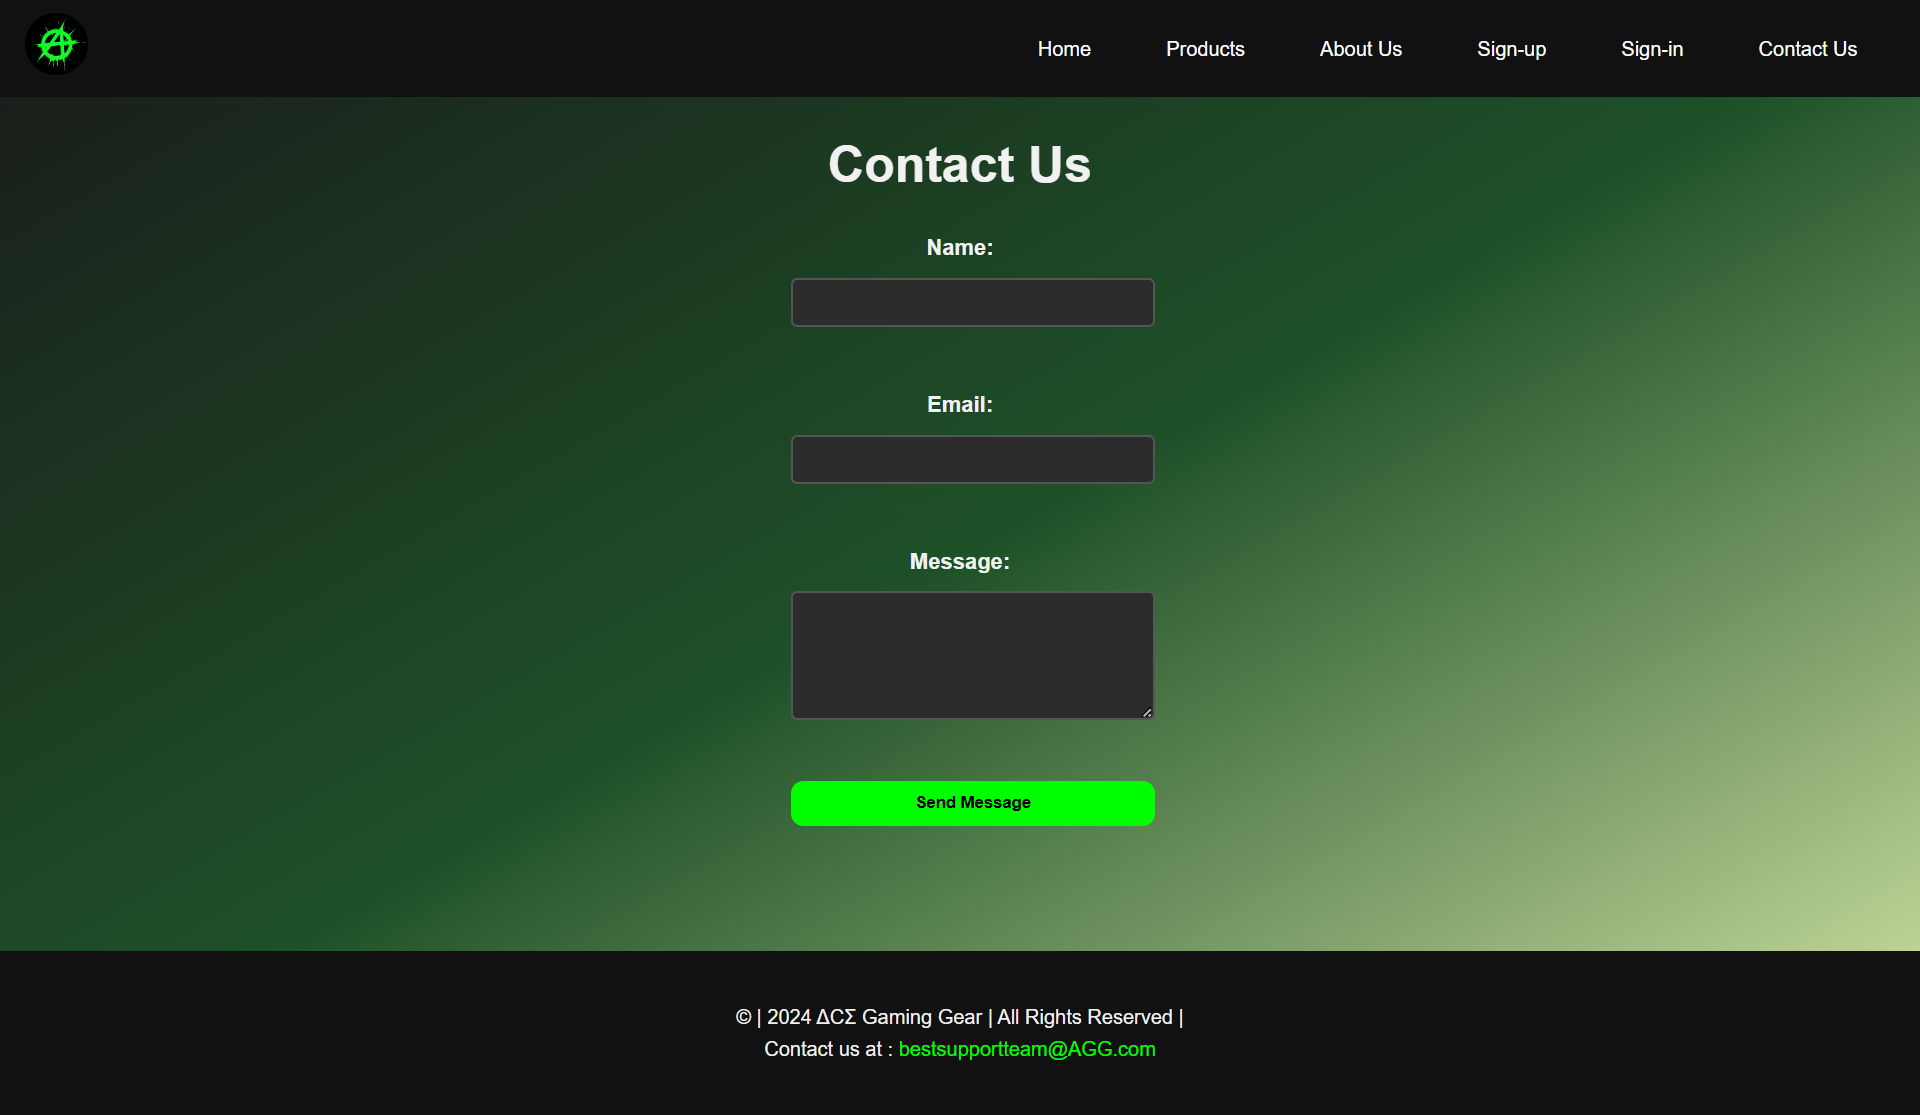 Home Products About Us Sign-up Sign-in Contact Us
Contact Us
Name:
Email:
Message:
Send Message
© | 2024 ΔCΣ Gaming Gear | All Rights Reserved |
Contact us at : bestsupportteam@AGG.com